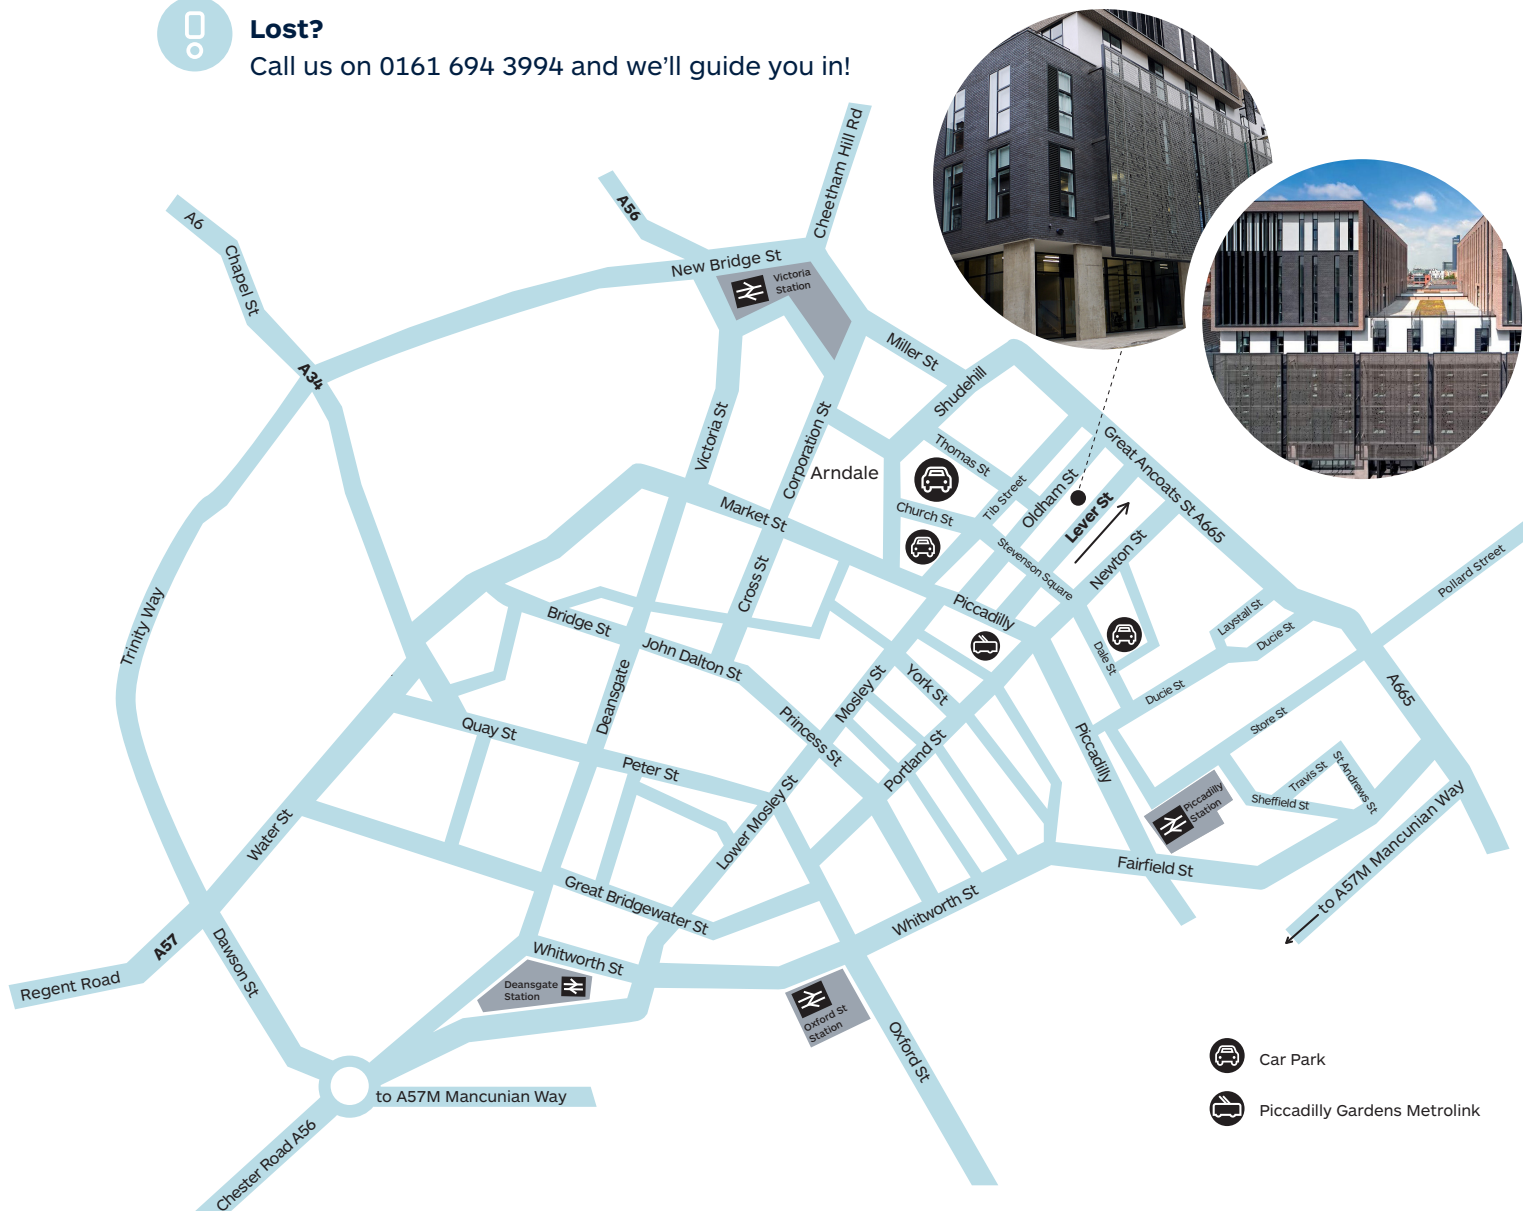 Lost?
Call us on 0161 694 3994 and we'll guide you in!
Cheetham Hill Rd
A56
A6
Chapel St
New Bridge St
Victoria
Station
A34
Miller St
Shudehill
Victoria St
Corporation St
Arndale
Thomas St
Great Ancoats St A665
Tib Street
Oldham St
Lever St
Church St
Market St
Stevenson Square
Newton St
Pollard Street
Cross St
Piccadilly
Trinity Way
Bridge St
John Dalton St
Laystall St
Ducie St
Dale St
Ducie St
Deansgate
Mosley St
York St
A665
Quay St
Princess St
Store St
Peter St
Portland St
Piccadilly
Travis St
St Andrews St
Sheffield St
Piccadilly
Station
Water St
Lower Mosley St
to A57M Mancunian Way
Fairfield St
Great Bridgewater St
Whitworth St
A57
Dawson St
Whitworth St
Regent Road
Deansgate
Station
Oxford St
Station
Oxford St
Car Park
to A57M Mancunian Way
Piccadilly Gardens Metrolink
Chester Road A56